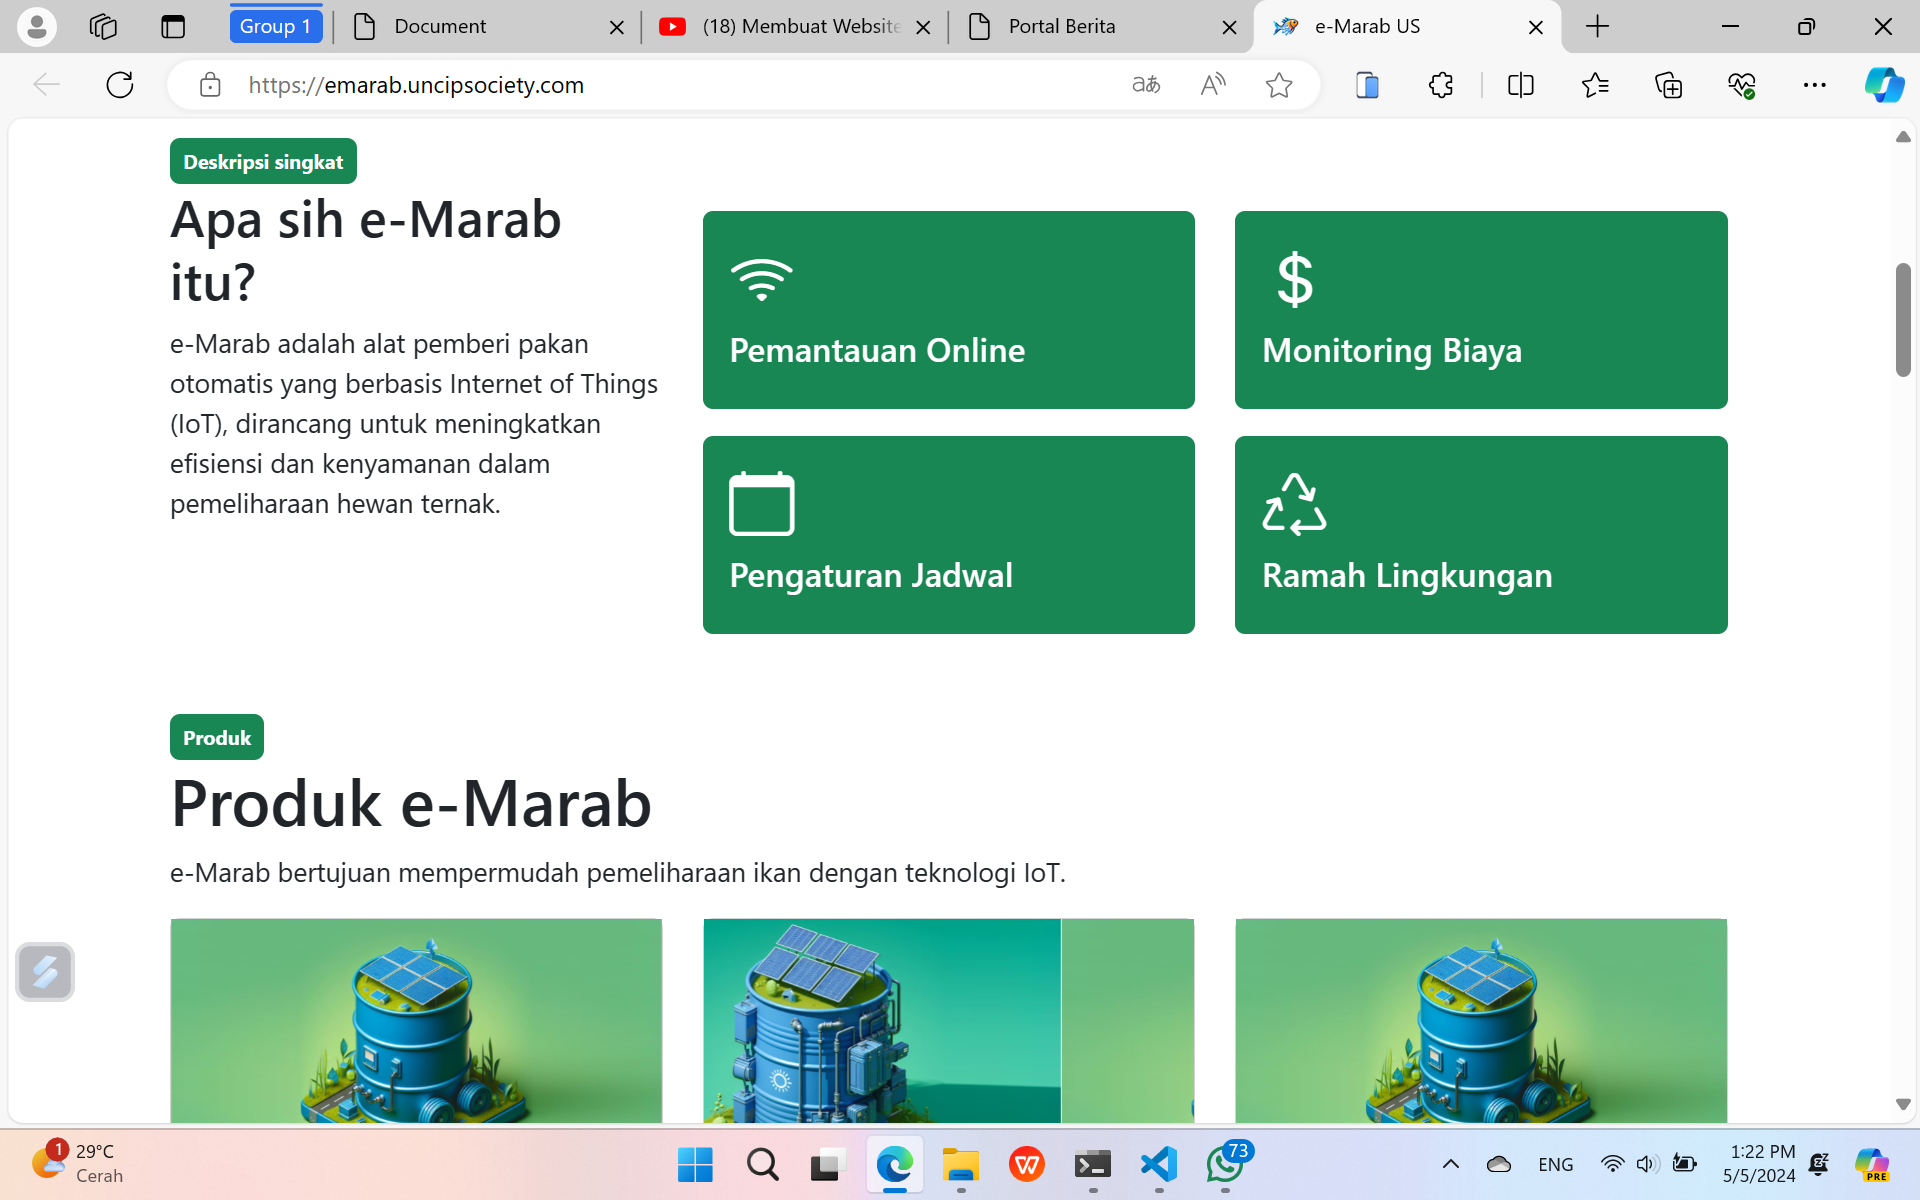 Group 1
Document
(18) Membuat Website
Portal Berita
e-Marab US
https://emarab.uncipsociety.com
Deskripsi singkat
Apa sih e-Marab
itu?
e-Marab adalah alat pemberi pakan
otomatis yang berbasis Internet of Things
(IoT), dirancang untuk meningkatkan
efisiensi dan kenyamanan dalam
pemeliharaan hewan ternak.
Pemantauan Online
Monitoring Biaya
Pengaturan Jadwal
Ramah Lingkungan
Produk
Produk e-Marab
e-Marab bertujuan mempermudah pemeliharaan ikan dengan teknologi IoT.
1
29°C
Cerah
73
ENG
1:22 PM
5/5/2024
PRE